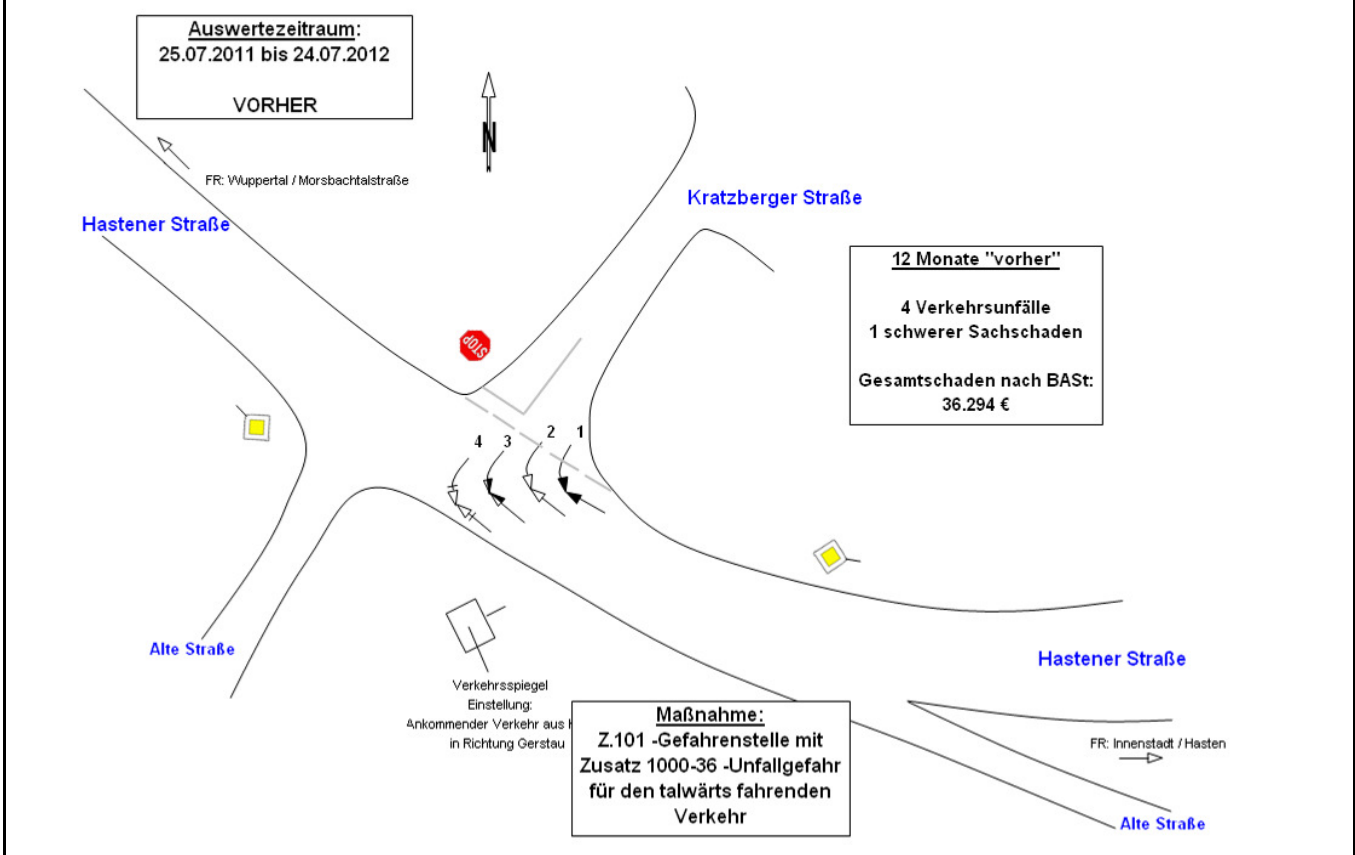 Auswertezeitraum:
25.07.2011 bis 24.07.2012
VORHER
N
FR: Wuppertal / Morsbachtalstraße
Hastener Straße
Kratzberger Straße
12 Monate "vorher"
4 Verkehrsunfälle
1 schwerer Sachschaden
Gesamtschaden nach BASt:
36.294 €
STOP
4 3 2 1
Alte Straße
Hastener Straße
Verkehrsspiegel
Einstellung:
Ankommender Verkehr aus
in Richtung Gerstau
Maßnahme:
Z.101 -Gefahrenstelle mit
Zusatz 1000-36 -Unfallgefahr
für den talwärts fahrenden
Verkehr
FR: Innenstadt / Hasten
Alte Straße